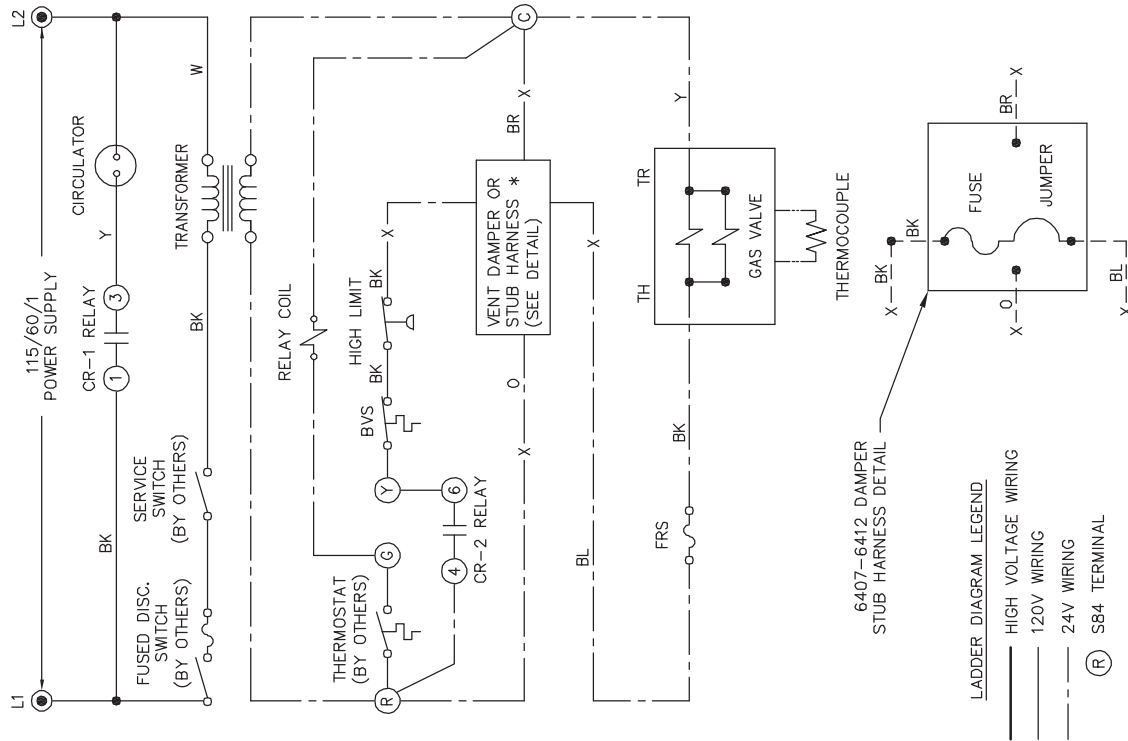 L1
L2
115/60/1
POWER SUPPLY
CR-1 RELAY
1
3
Y
CIRCULATOR
BK
FUSED DISC.
SWITCH
(BY OTHERS)
SERVICE
SWITCH
(BY OTHERS)
BK
TRANSFORMER
W
RELAY COIL
THERMOSTAT
(BY OTHERS)
R
G
Y
4
6
CR-2 RELAY
BVS
BK
HIGH LIMIT
BK
X
C
O
X
VENT DAMPER OR
STUB HARNESS *
(SEE DETAIL)
BR
X
BL
X
FRS
BK
TH
TR
GAS VALVE
Y
THERMOCOUPLE
6407-6412 DAMPER
STUB HARNESS DETAIL
X
BK
BK
FUSE
JUMPER
X
O
BR
X
X
BL
LADDER DIAGRAM LEGEND
HIGH VOLTAGE WIRING
120V WIRING
24V WIRING
R
S84 TERMINAL